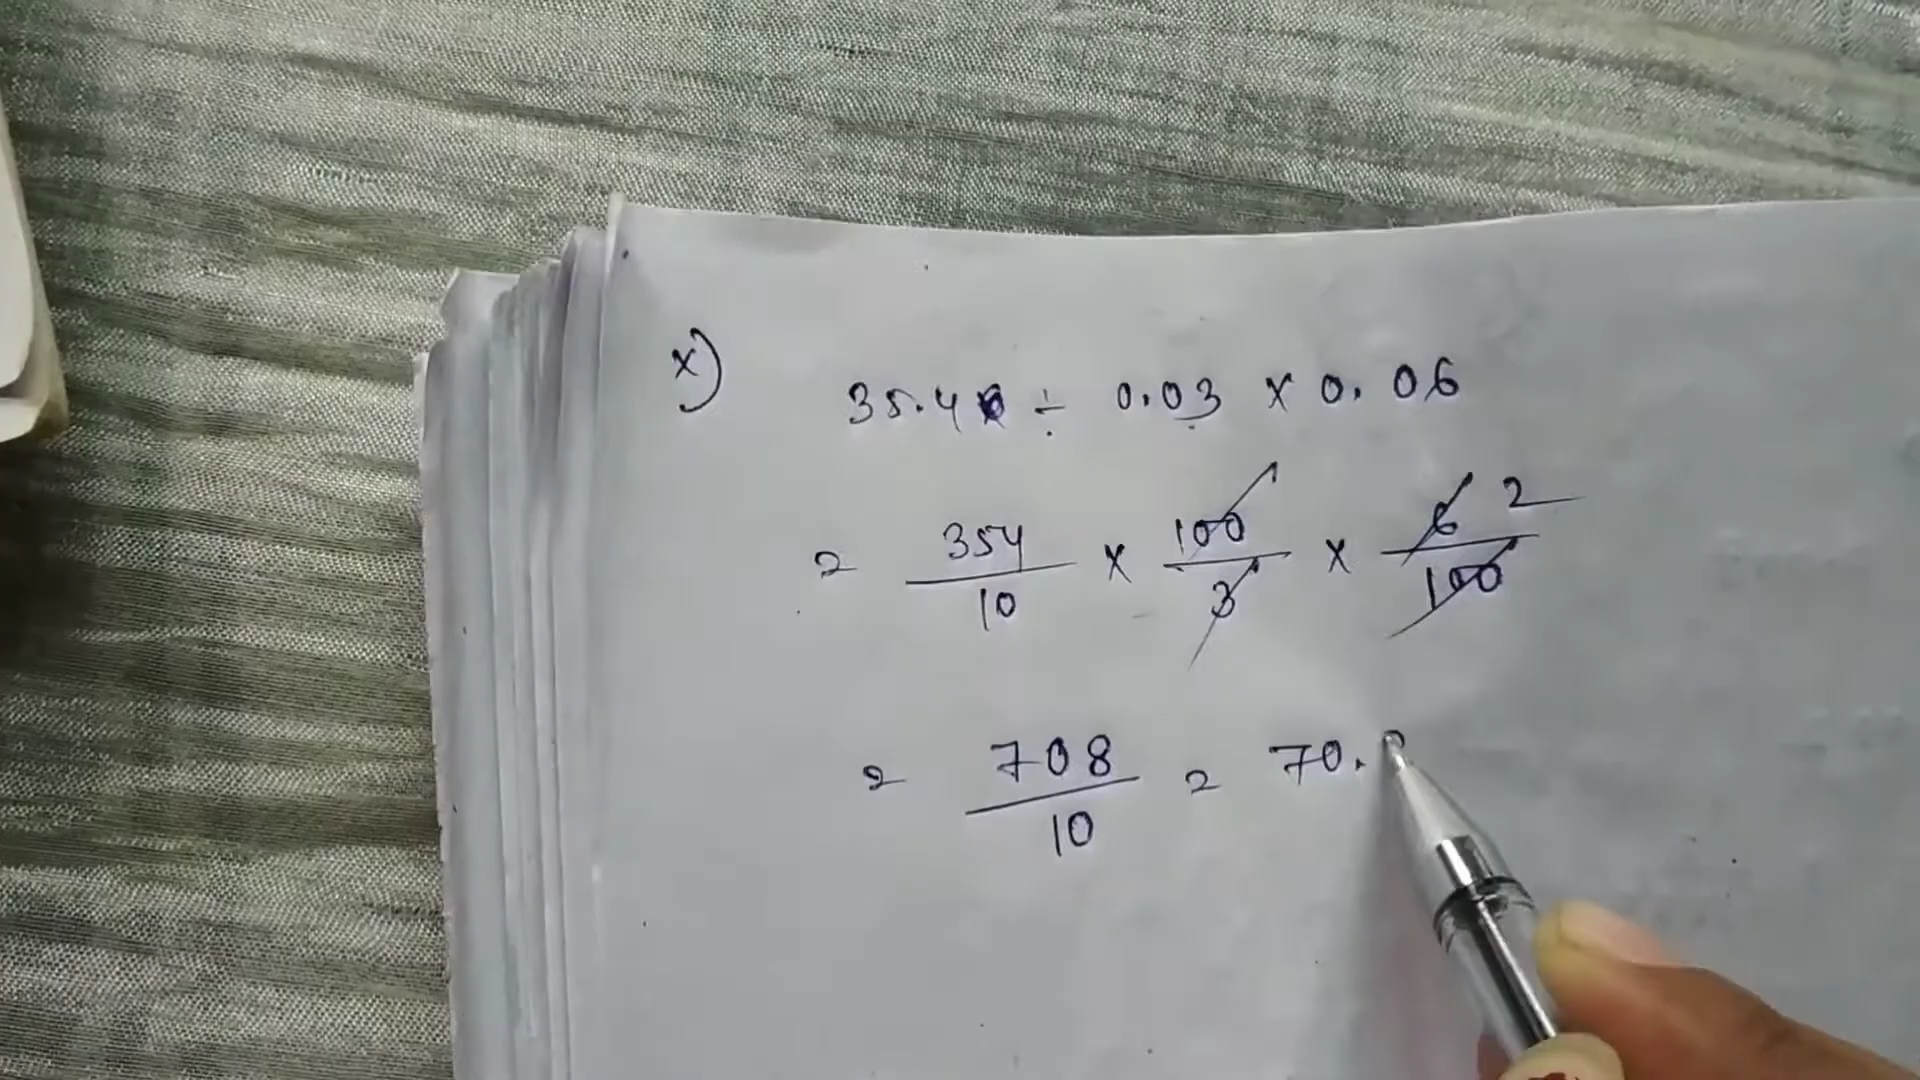 x) 35.4 ÷ 0.03 x 0.06
= 354/10 x 100/3 x 6/100 2
= 708/10 = 70.